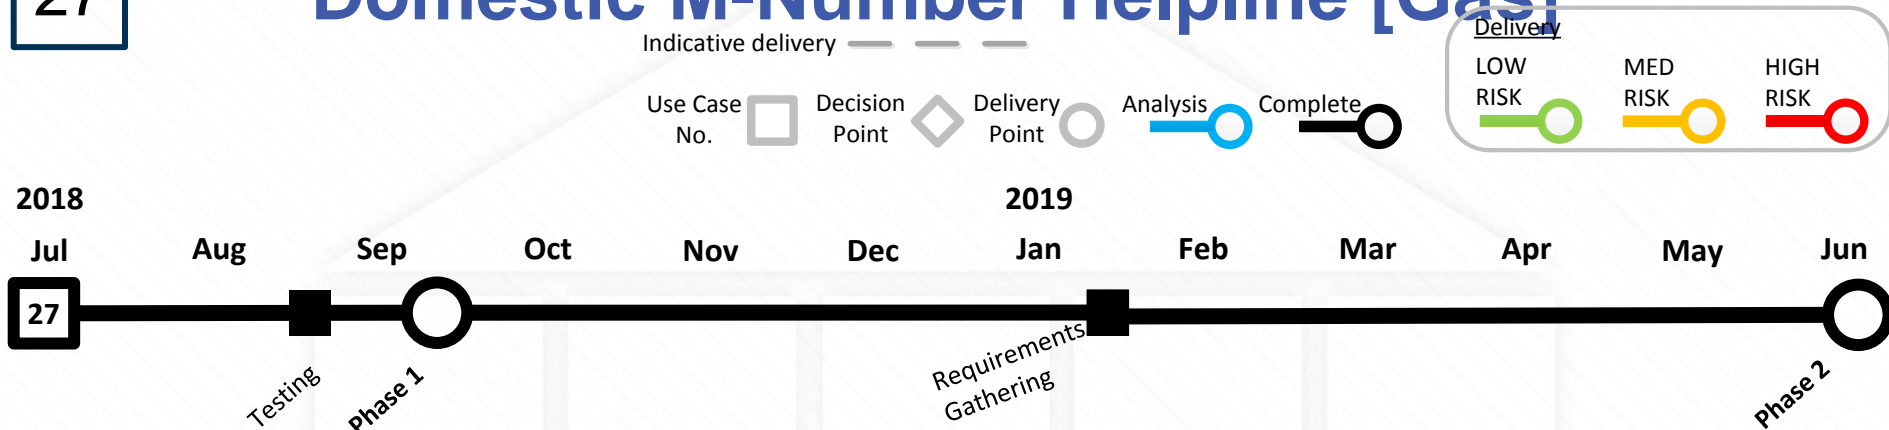 27
Domestic M-Number Helpline [Gas]
Indicative delivery
Delivery
LOW RISK
MED RISK
HIGH RISK
Use Case No.
Decision Point
Delivery Point
Analysis
Complete
2018
2019
Jul Aug Sep Oct Nov Dec Jan Feb Mar Apr May Jun
27
Testing
Phase 1
Requirements
Gathering
Phase 2